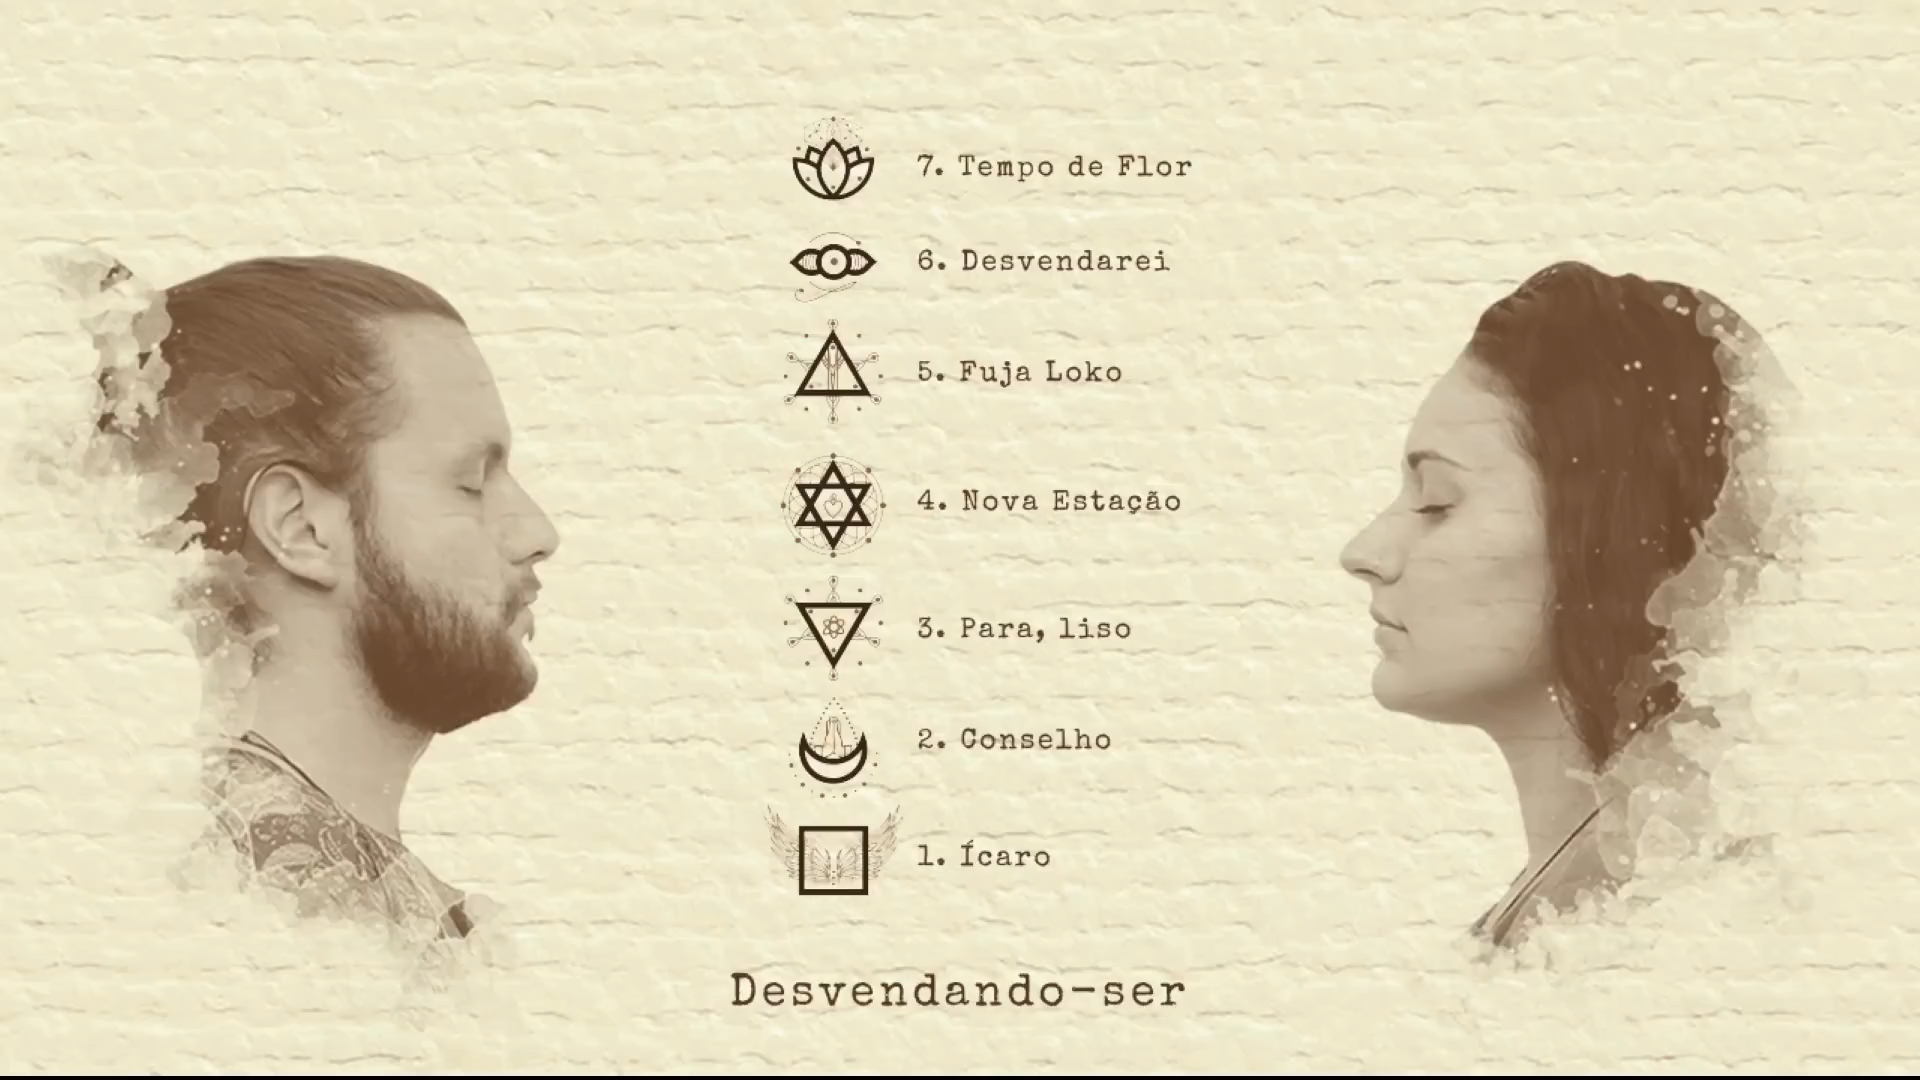 7. Tempo de Flor
6. Desvendarei
5. Fuja Loko
4. Nova Estação
3. Para, liso
2. Conselho
1. Ícaro
Desvendando-ser